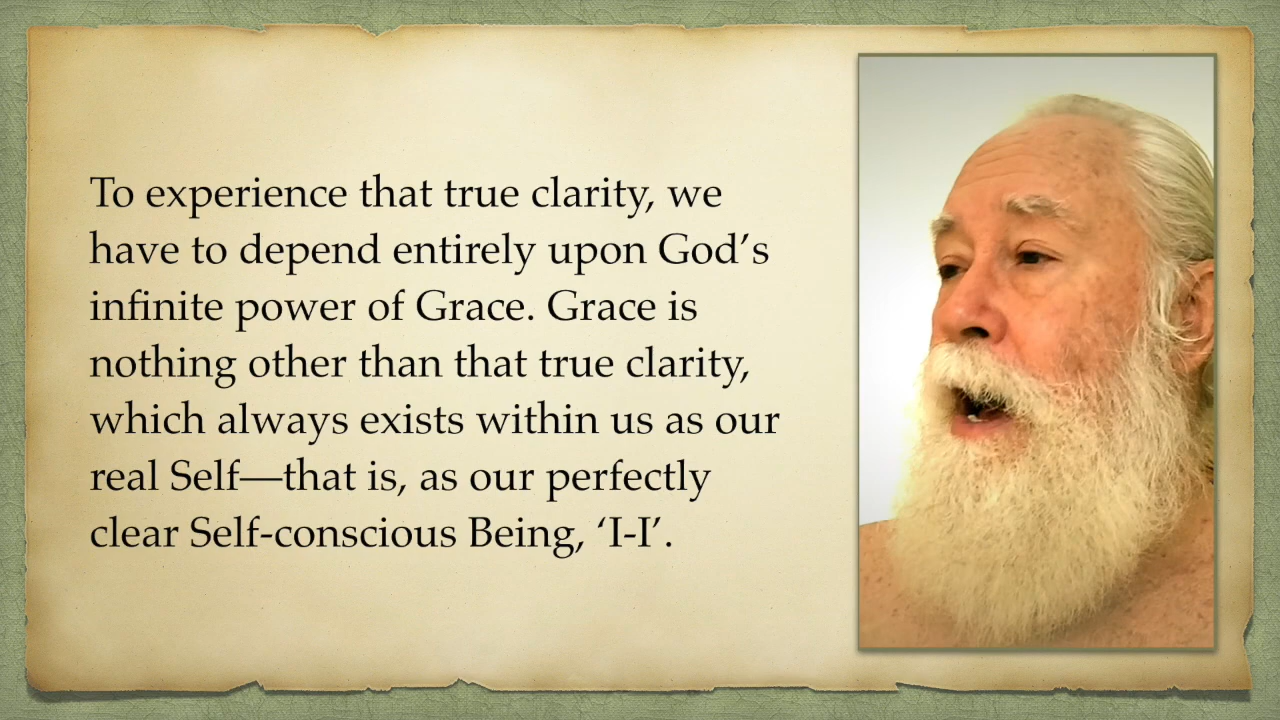 To experience that true clarity, we
have to depend entirely upon God’s
infinite power of Grace. Grace is
nothing other than that true clarity,
which always exists within us as our
real Self—that is, as our perfectly
clear Self-conscious Being, ‘I-I’.